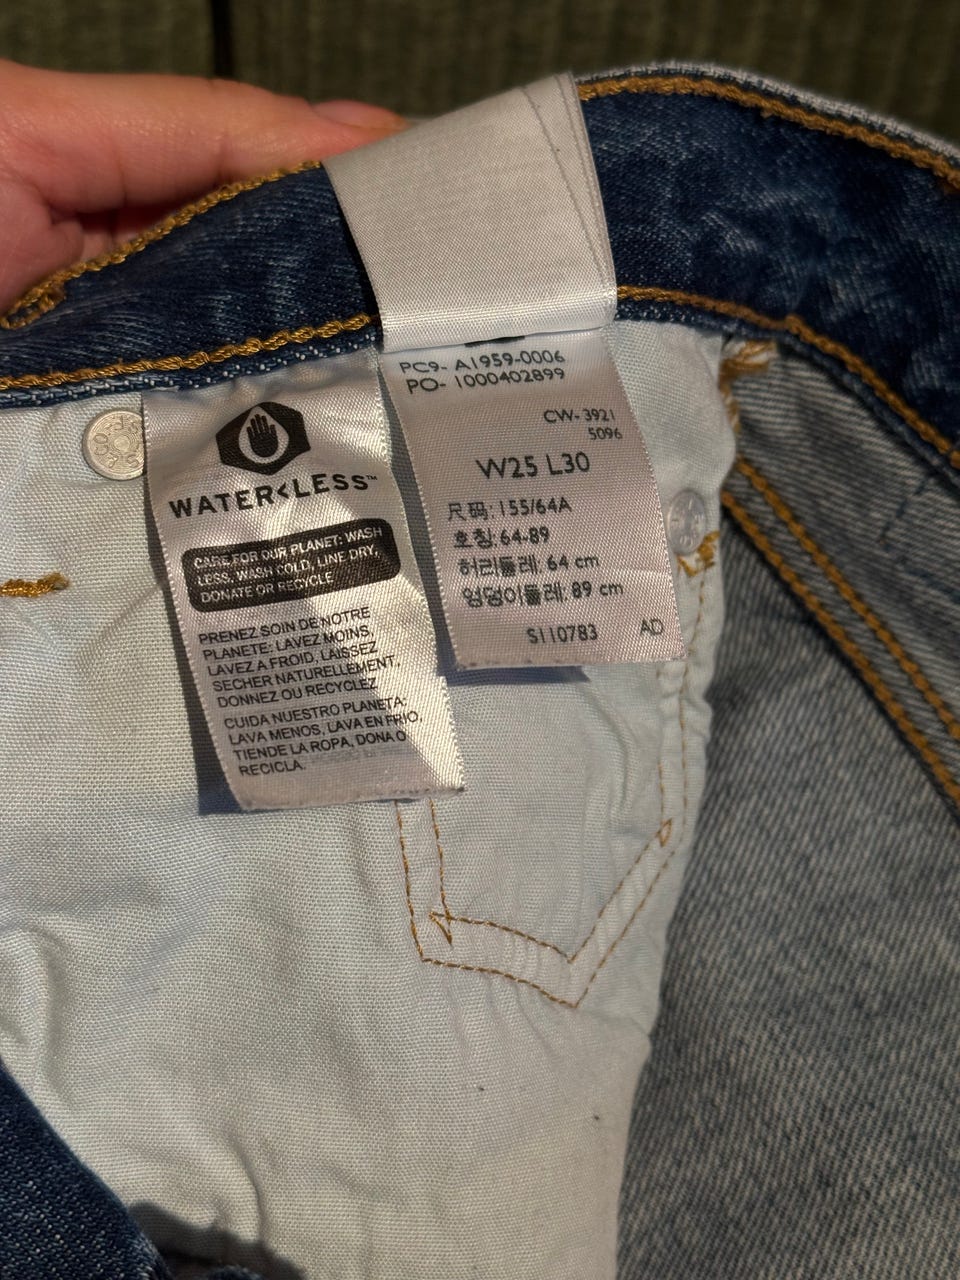 WATER<LESS™
CARE FOR OUR PLANET: WASH
LESS, WASH COLD, LINE DRY,
DONATE OR RECYCLE
PRENEZ SOIN DE NOTRE
PLANETE: LAVEZ MOINS,
LAVEZ A FROID, LAISSEZ
SECHER NATURELLEMENT,
DONNEZ OU RECYCLEZ
CUIDA NUESTRO PLANETA:
LAVA MENOS, LAVA EN FRIO,
TIENDE LA ROPA, DONA O
RECICLA.
PC9- A1959-0006
PO- 1000402899
CW- 3921
5096
W25 L30
尺码: 155/64A
호칭: 64-89
허리둘레: 64 cm
엉덩이둘레: 89 cm
S110783 AD